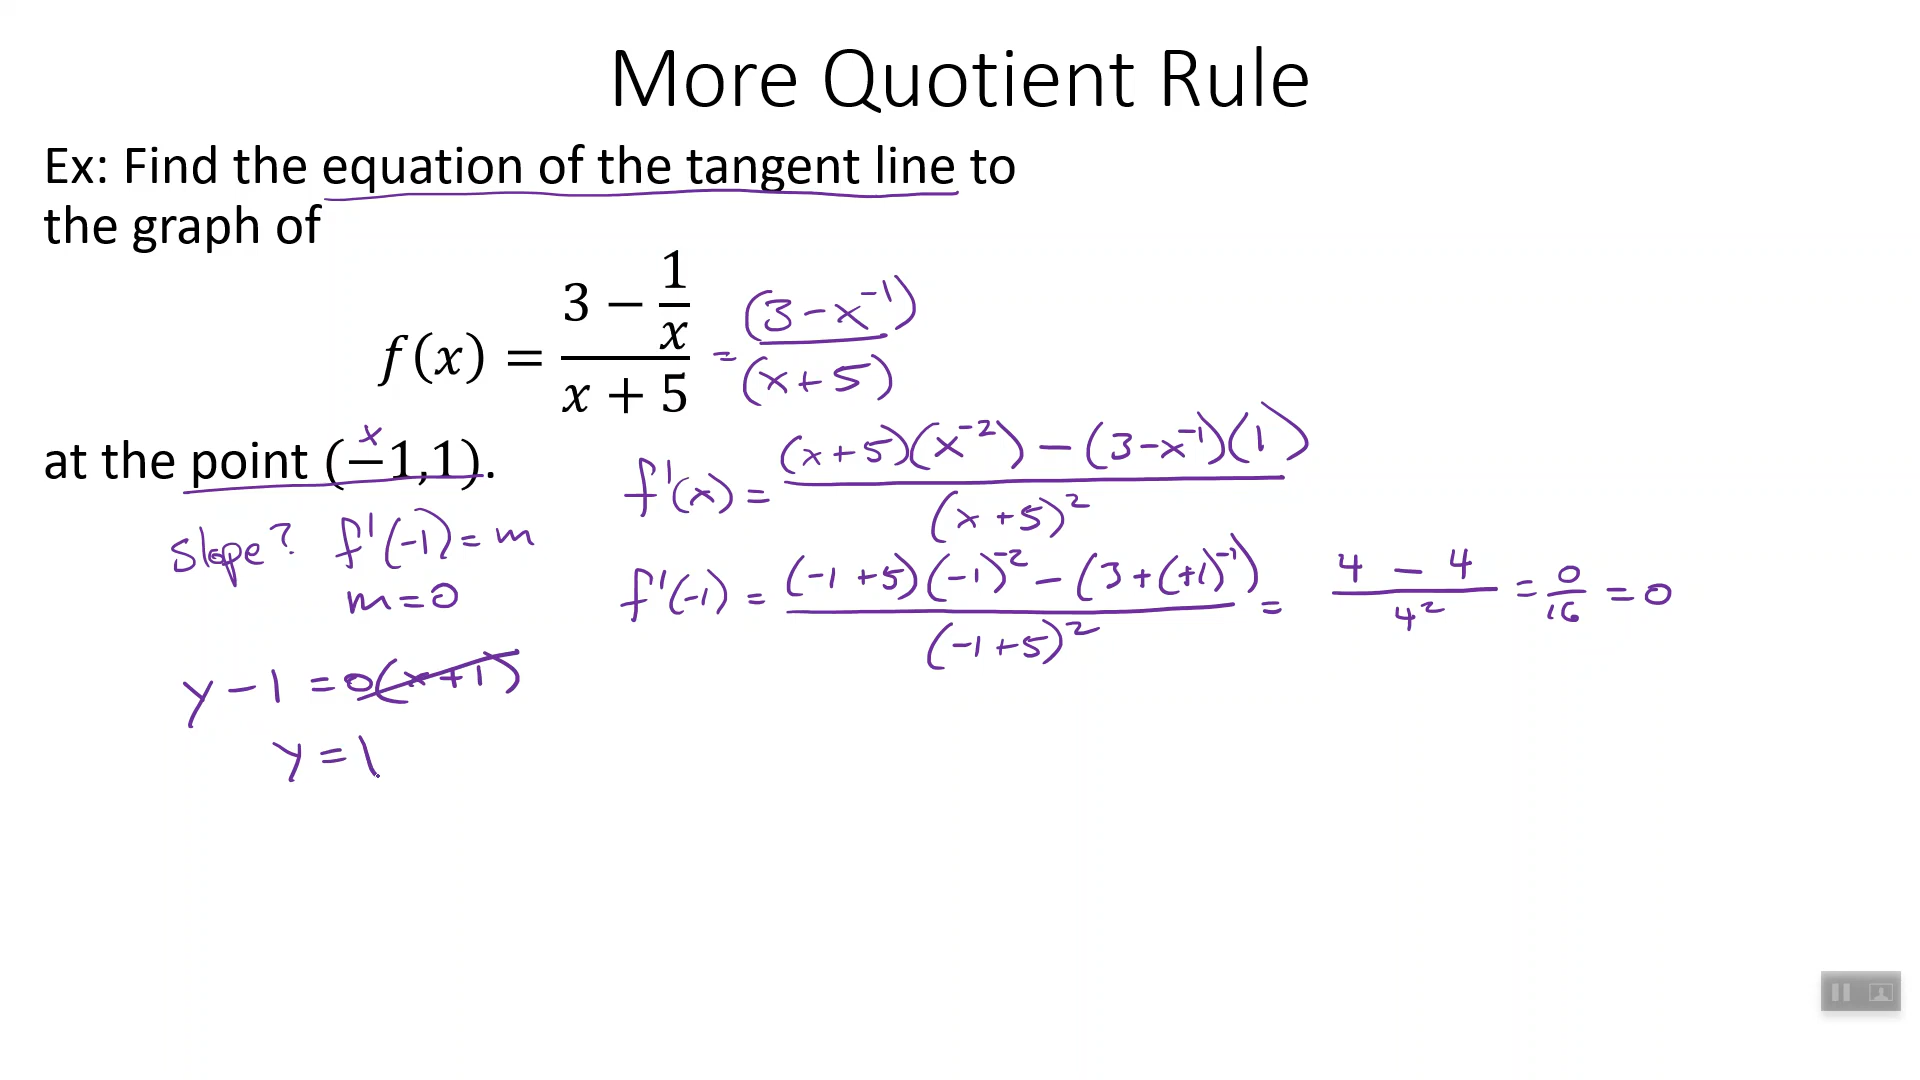 More Quotient Rule
Ex: Find the equation of the tangent line to
the graph of
f(x) = (3 − 1/x)/(x + 5) = (3 − x⁻¹)/(x + 5)
at the point (−1,1).
x
f'(x) = ((x + 5)(x⁻²) − (3 − x⁻¹)(1))/(x + 5)²
slope? f'(−1) = m
m = 0
f'(−1) = ((−1 + 5)(−1)⁻² − (3 + (+1)⁻¹))/(−1 + 5)² = (4 − 4)/4² = 0/16 = 0
y − 1 = 0(x + 1)
y = 1